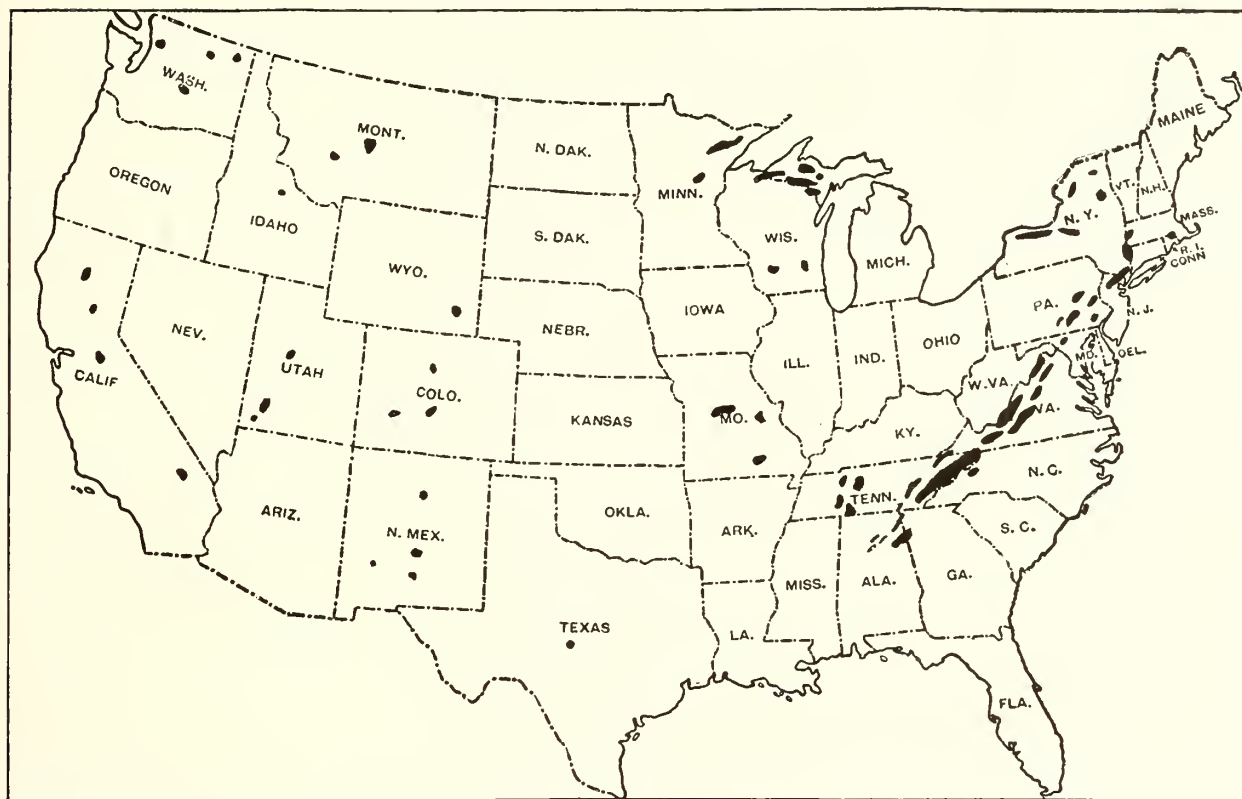 WASH.
MONT.
N. DAK.
MINN.
MAINE
OREGON
IDAHO
S. DAK.
WIS.
VT.
N.H.
N. Y.
MASS.
R. I.
CONN
WYO.
MICH.
IOWA
PA.
N. J.
NEV.
NEBR.
OHIO
UTAH
ILL.
IND.
MD.
DEL.
CALIF
COLO.
W. VA.
VA.
KANSAS
MO.
KY.
N. C.
TENN.
ARIZ.
N. MEX.
OKLA.
ARK.
S. C.
MISS.
ALA.
GA.
TEXAS
LA.
FLA.